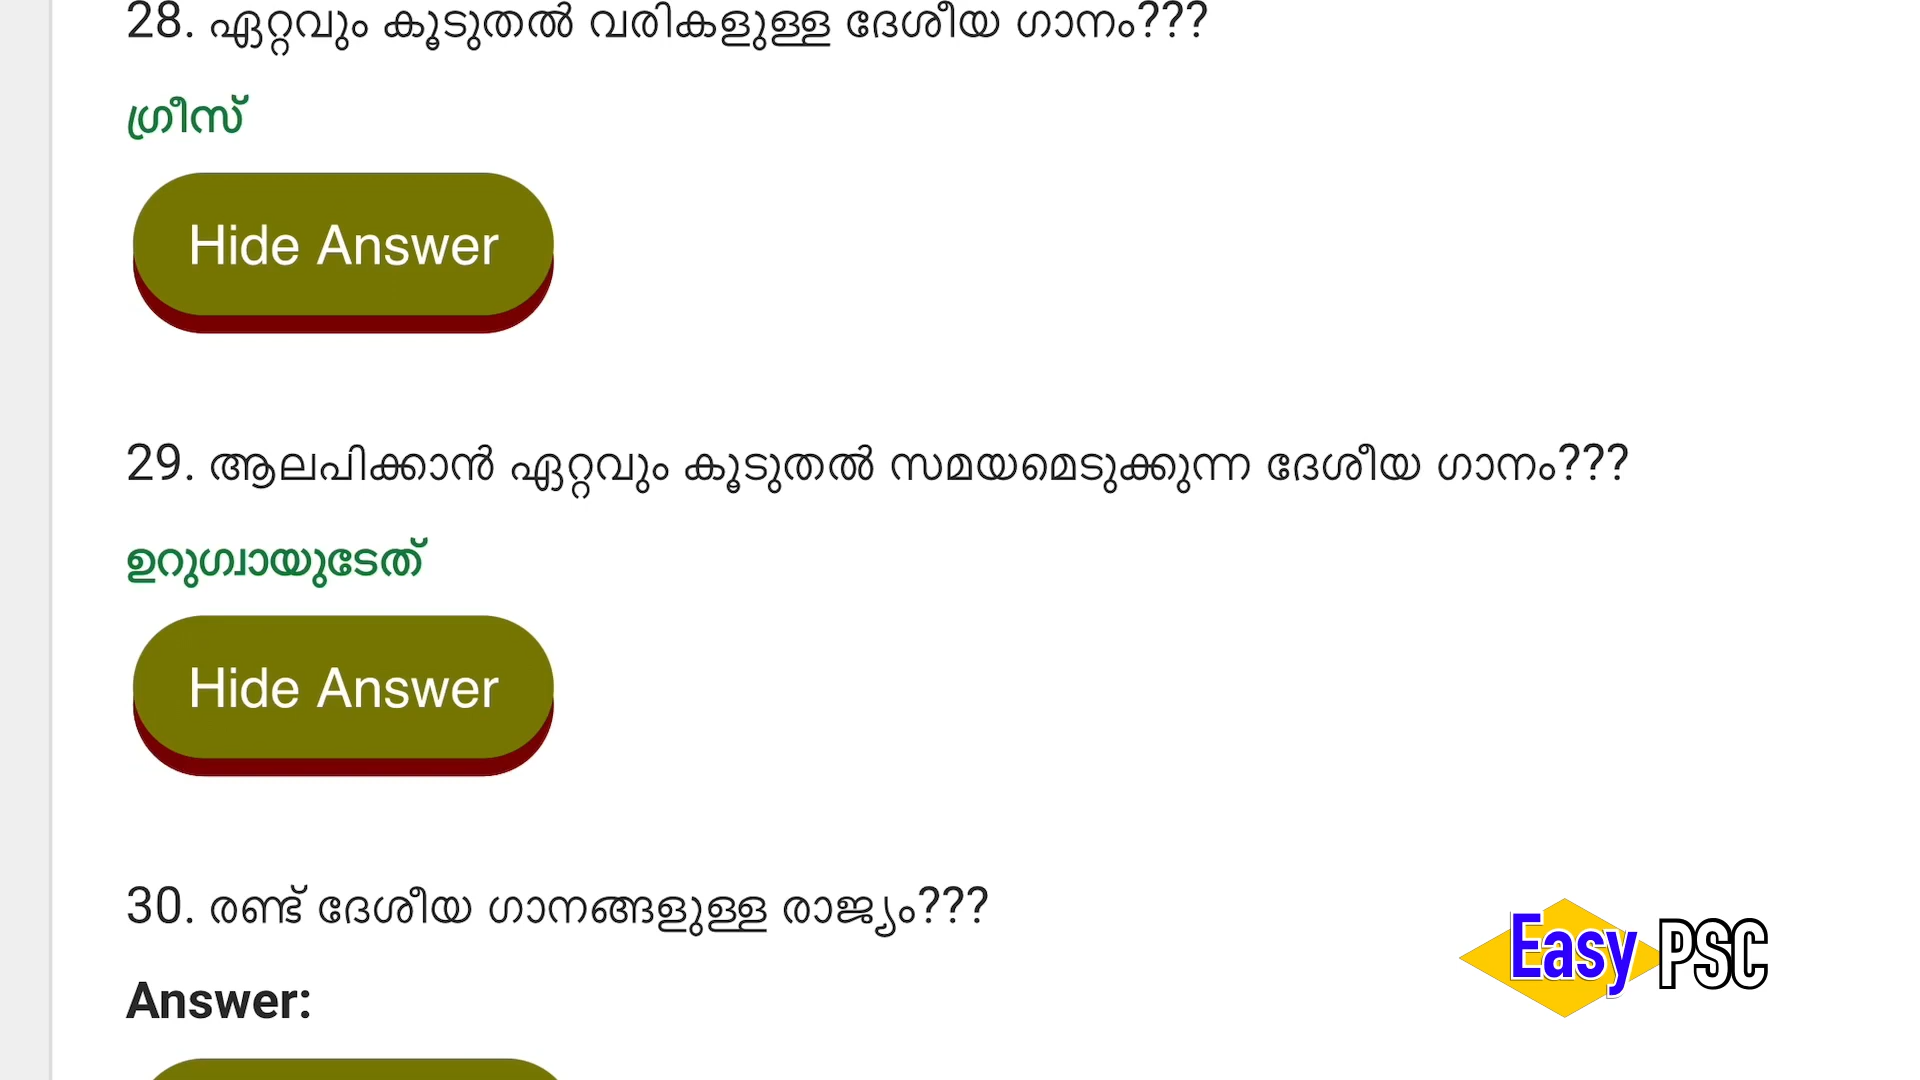 28. ഏറ്റവും കൂടുതൽ വരികളുള്ള ദേശീയ ഗാനം???
ഗ്രീസ്
Hide Answer
29. ആലപിക്കാൻ ഏറ്റവും കൂടുതൽ സമയമെടുക്കുന്ന ദേശീയ ഗാനം???
ഉറുഗ്വായുടേത്
Hide Answer
30. രണ്ട് ദേശീയ ഗാനങ്ങളുള്ള രാജ്യം???
Answer:
Easy PSC